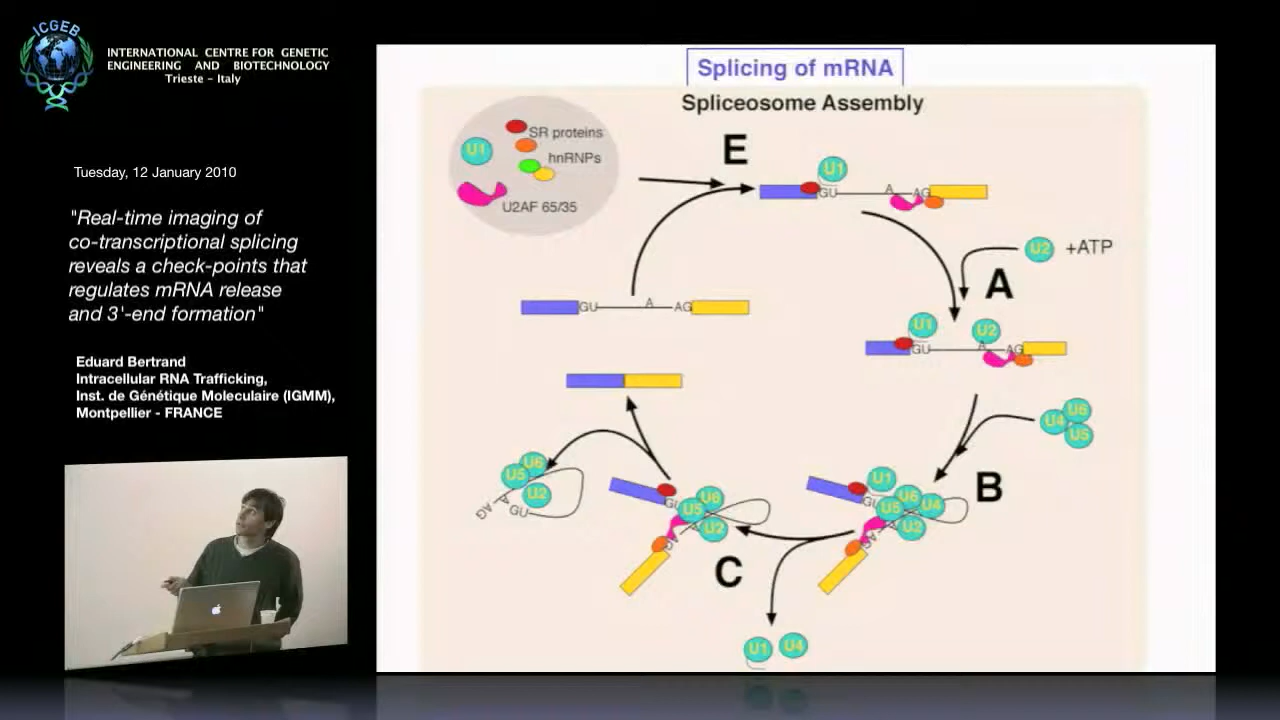 ICGEB
INTERNATIONAL CENTRE FOR GENETIC
ENGINEERING AND BIOTECHNOLOGY
Trieste - Italy
Tuesday, 12 January 2010
"Real-time imaging of
co-transcriptional splicing
reveals a check-points that
regulates mRNA release
and 3'-end formation"
Eduard Bertrand
Intracellular RNA Trafficking,
Inst. de Génétique Moleculaire (IGMM),
Montpellier - FRANCE
Splicing of mRNA
Spliceosome Assembly
U1
SR proteins
hnRNPs
U2AF 65/35
E
U1
GU
A
AG
U2
+ATP
A
GU
A
AG
U1
U2
GU
A
AG
U4
U6
U5
B
U1
GU
U6
U5
U4
U2
AG
C
GU
U5
U6
U2
A
AG
U5
U6
U2
AG
A
GU
U1
U4